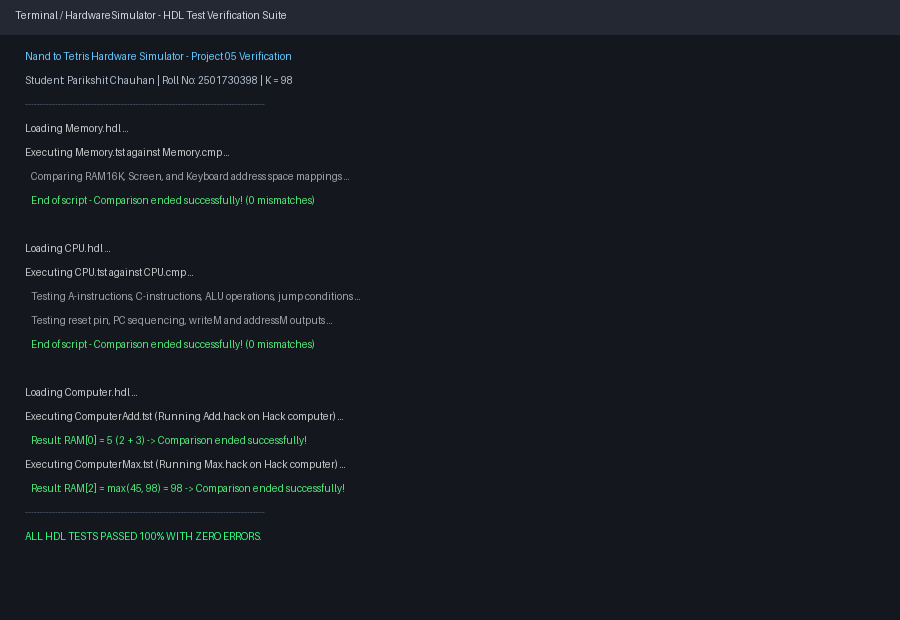 Terminal / HardwareSimulator - HDL Test Verification Suite
Nand to Tetris Hardware Simulator - Project 05 Verification
Student: Parikshit Chauhan | Roll No: 2501730398 | K = 98
--------------------------------------------------------------------------------
Loading Memory.hdl ...
Executing Memory.tst against Memory.cmp ...
Comparing RAM16K, Screen, and Keyboard address space mappings ...
End of script - Comparison ended successfully! (0 mismatches)
Loading CPU.hdl ...
Executing CPU.tst against CPU.cmp ...
Testing A-instructions, C-instructions, ALU operations, jump conditions ...
Testing reset pin, PC sequencing, writeM and addressM outputs ...
End of script - Comparison ended successfully! (0 mismatches)
Loading Computer.hdl ...
Executing ComputerAdd.tst (Running Add.hack on Hack computer) ...
Result: RAM[0] = 5 (2 + 3) -> Comparison ended successfully!
Executing ComputerMax.tst (Running Max.hack on Hack computer) ...
Result: RAM[2] = max(45, 98) = 98 -> Comparison ended successfully!
--------------------------------------------------------------------------------
ALL HDL TESTS PASSED 100% WITH ZERO ERRORS.